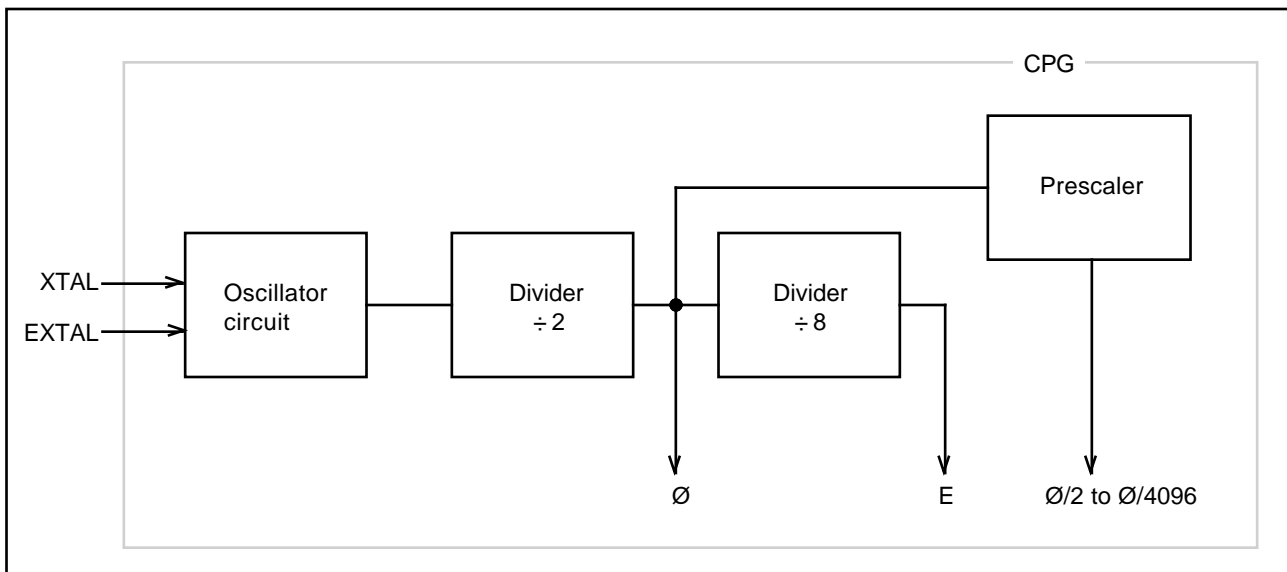 CPG
Prescaler
XTAL
EXTAL
Oscillator
circuit
Divider
÷ 2
Divider
÷ 8
Ø
E
Ø/2 to Ø/4096